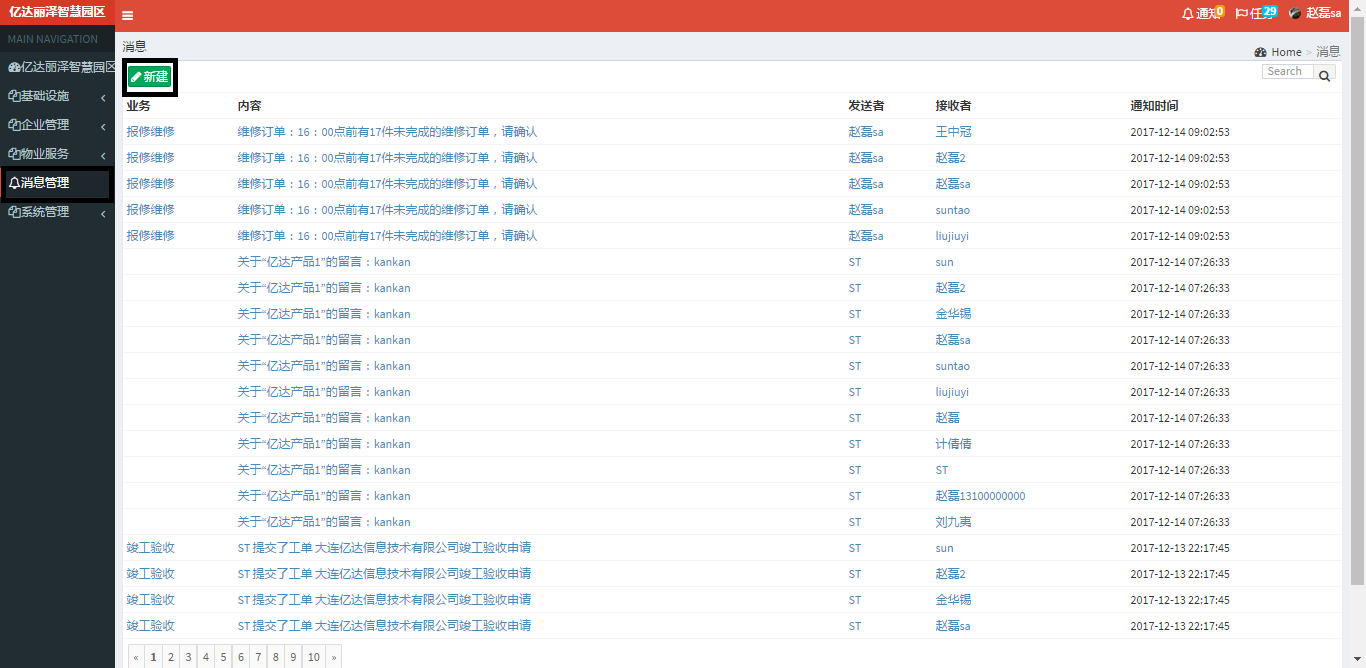 亿达丽泽智慧园区
通知 0 任务 29 赵磊sa
MAIN NAVIGATION
亿达丽泽智慧园区
基础设施
企业管理
物业服务
消息管理
系统管理
消息
Home > 消息
新建
Search
业务 内容 发送者 接收者 通知时间
报修维修 维修订单：16：00点前有17件未完成的维修订单，请确认 赵磊sa 王中冠 2017-12-14 09:02:53
报修维修 维修订单：16：00点前有17件未完成的维修订单，请确认 赵磊sa 赵磊2 2017-12-14 09:02:53
报修维修 维修订单：16：00点前有17件未完成的维修订单，请确认 赵磊sa 赵磊sa 2017-12-14 09:02:53
报修维修 维修订单：16：00点前有17件未完成的维修订单，请确认 赵磊sa suntao 2017-12-14 09:02:53
报修维修 维修订单：16：00点前有17件未完成的维修订单，请确认 赵磊sa liujiuyi 2017-12-14 09:02:53
关于“亿达产品1”的留言：kankan ST sun 2017-12-14 07:26:33
关于“亿达产品1”的留言：kankan ST 赵磊2 2017-12-14 07:26:33
关于“亿达产品1”的留言：kankan ST 金华锡 2017-12-14 07:26:33
关于“亿达产品1”的留言：kankan ST 赵磊sa 2017-12-14 07:26:33
关于“亿达产品1”的留言：kankan ST suntao 2017-12-14 07:26:33
关于“亿达产品1”的留言：kankan ST liujiuyi 2017-12-14 07:26:33
关于“亿达产品1”的留言：kankan ST 赵磊 2017-12-14 07:26:33
关于“亿达产品1”的留言：kankan ST 计倩倩 2017-12-14 07:26:33
关于“亿达产品1”的留言：kankan ST ST 2017-12-14 07:26:33
关于“亿达产品1”的留言：kankan ST 赵磊13100000000 2017-12-14 07:26:33
关于“亿达产品1”的留言：kankan ST 刘九夷 2017-12-14 07:26:33
竣工验收 ST 提交了工单 大连亿达信息技术有限公司竣工验收申请 ST sun 2017-12-13 22:17:45
竣工验收 ST 提交了工单 大连亿达信息技术有限公司竣工验收申请 ST 赵磊2 2017-12-13 22:17:45
竣工验收 ST 提交了工单 大连亿达信息技术有限公司竣工验收申请 ST 金华锡 2017-12-13 22:17:45
竣工验收 ST 提交了工单 大连亿达信息技术有限公司竣工验收申请 ST 赵磊sa 2017-12-13 22:17:45
« 1 2 3 4 5 6 7 8 9 10 »